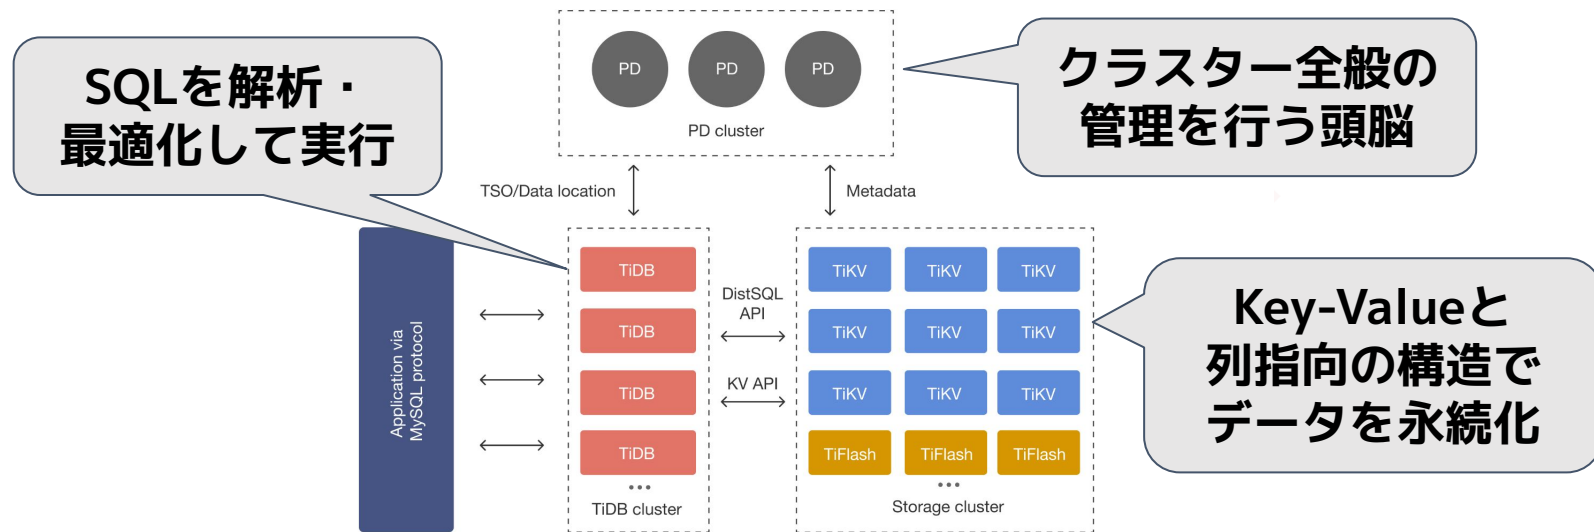 SQLを解析・
最適化して実行
PD
PD
PD
PD cluster
クラスター全般の
管理を行う頭脳
TSO/Data location
Metadata
Application via
MySQL protocol
TiDB
TiDB
TiDB
TiDB
•••
TiDB cluster
DistSQL
API
KV API
TiKV
TiKV
TiKV
TiKV
TiKV
TiKV
TiKV
TiKV
TiKV
TiFlash
TiFlash
TiFlash
•••
Storage cluster
Key-Valueと
列指向の構造で
データを永続化